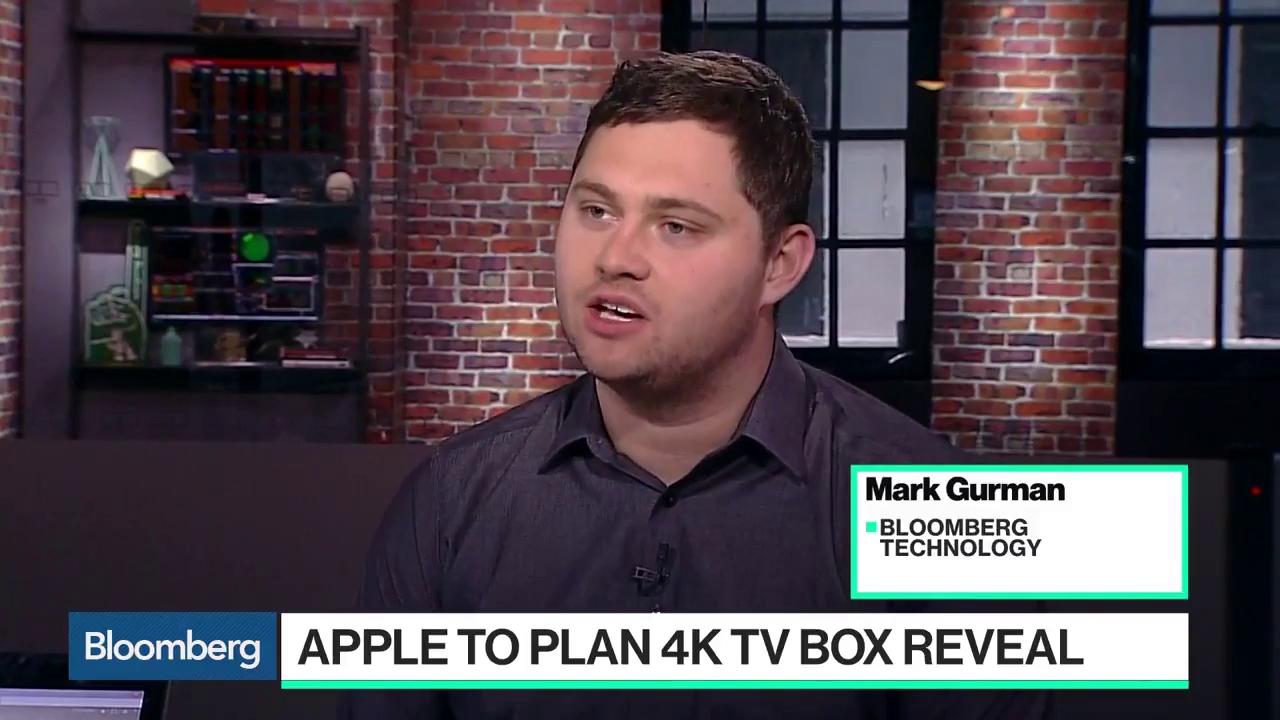 Mark Gurman
BLOOMBERG
TECHNOLOGY
Bloomberg
APPLE TO PLAN 4K TV BOX REVEAL